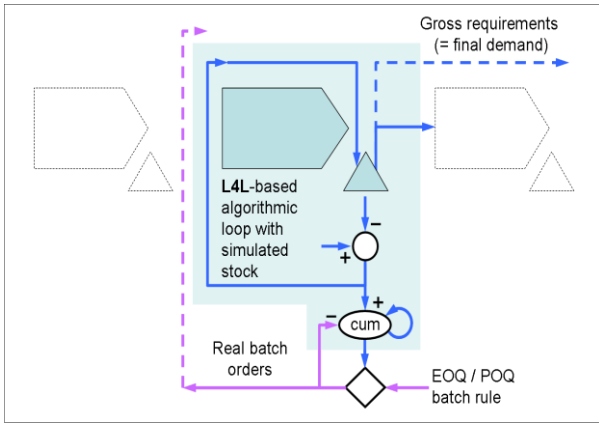 Gross requirements
(= final demand)
L4L-based
algorithmic
loop with
simulated
stock
−
+
+
−
cum
Real batch
orders
EOQ / POQ
batch rule